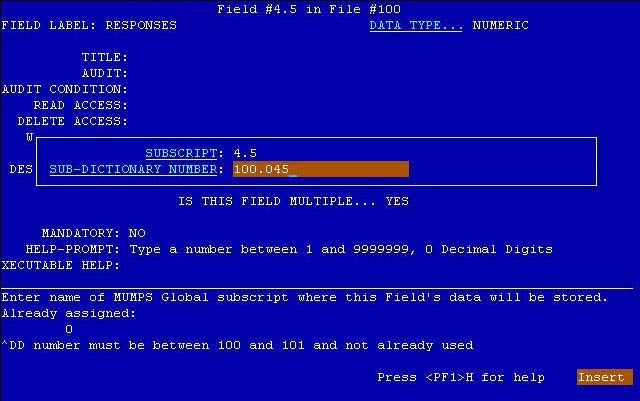 Field #4.5 in File #100
FIELD LABEL: RESPONSES DATA TYPE... NUMERIC
TITLE:
AUDIT:
AUDIT CONDITION:
READ ACCESS:
DELETE ACCESS:
W
SUBSCRIPT: 4.5
DES SUB-DICTIONARY NUMBER: 100.045_
IS THIS FIELD MULTIPLE... YES
MANDATORY: NO
HELP-PROMPT: Type a number between 1 and 9999999, 0 Decimal Digits
XECUTABLE HELP:
Enter name of MUMPS Global subscript where this Field's data will be stored.
Already assigned:
0
^DD number must be between 100 and 101 and not already used
Press <PF1>H for help Insert